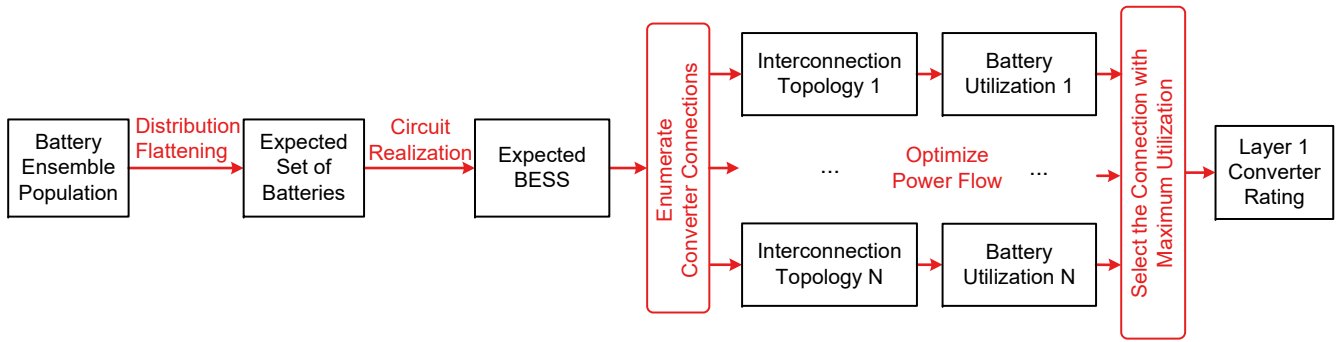 Battery
Ensemble
Population
Distribution
Flattening
Expected
Set of
Batteries
Circuit
Realization
Expected
BESS
Enumerate
Converter Connections
Interconnection
Topology 1
Battery
Utilization 1
...
Optimize
Power Flow
...
Interconnection
Topology N
Battery
Utilization N
Select the Connection with
Maximum Utilization
Layer 1
Converter
Rating